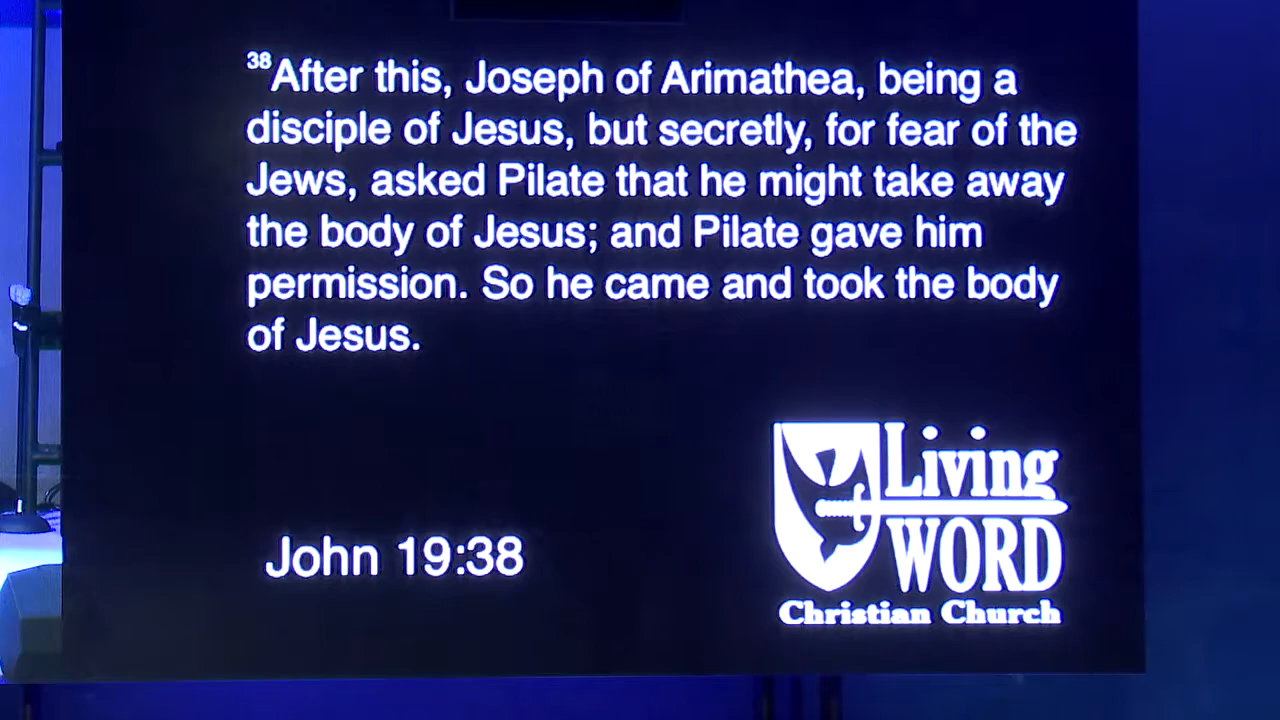 38After this, Joseph of Arimathea, being a
disciple of Jesus, but secretly, for fear of the
Jews, asked Pilate that he might take away
the body of Jesus; and Pilate gave him
permission. So he came and took the body
of Jesus.
John 19:38
Living
WORD
Christian Church